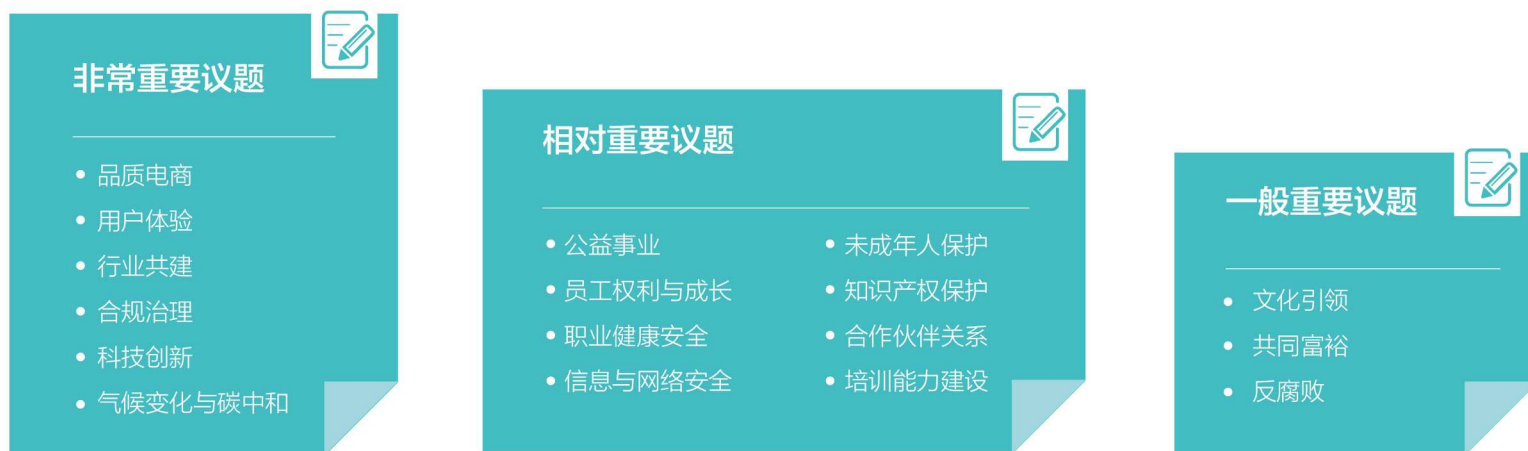 非常重要议题
品质电商
用户体验
行业共建
合规治理
科技创新
气候变化与碳中和
相对重要议题
公益事业
员工权利与成长
职业健康安全
信息与网络安全
未成年人保护
知识产权保护
合作伙伴关系
培训能力建设
一般重要议题
文化引领
共同富裕
反腐败